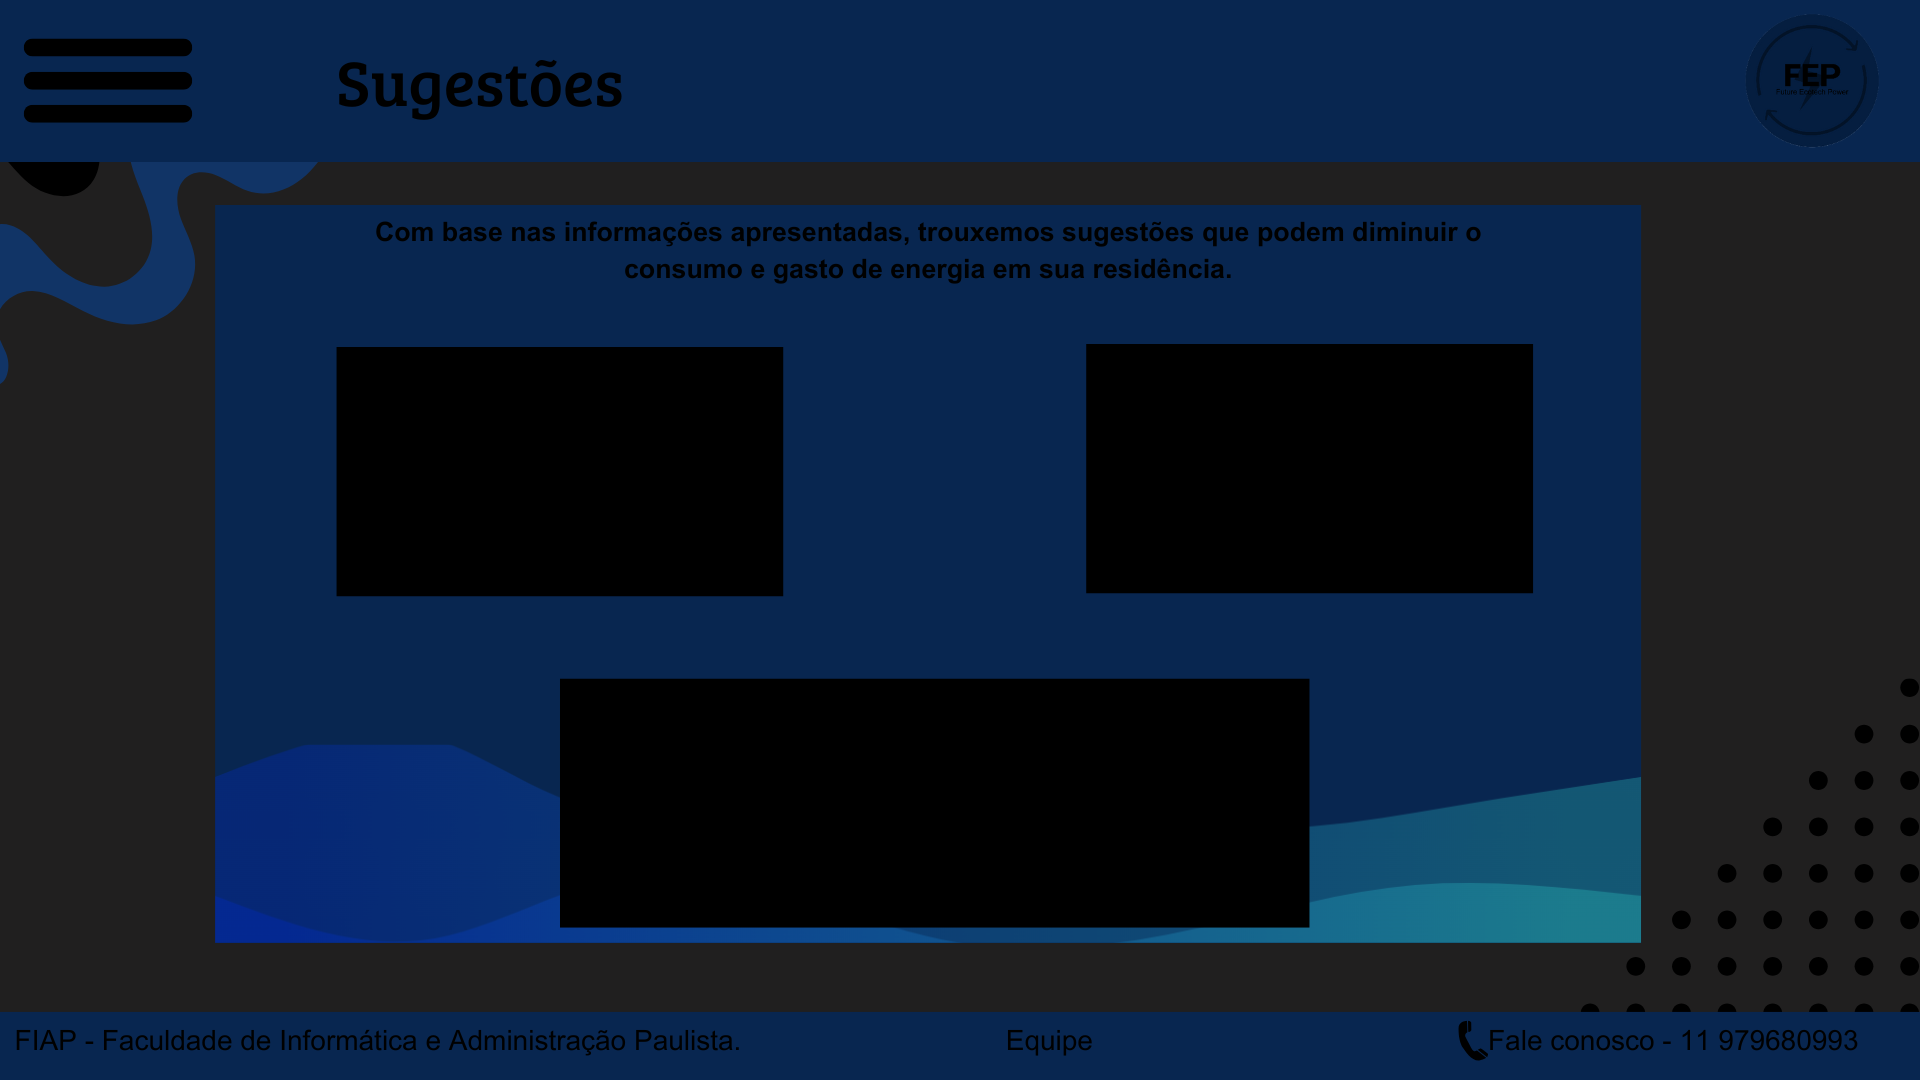 Sugestões
FEP
Future Energtech Power
Com base nas informações apresentadas, trouxemos sugestões que podem diminuir o
consumo e gasto de energia em sua residência.
FIAP - Faculdade de Informática e Administração Paulista.
Equipe
Fale conosco - 11 979680993